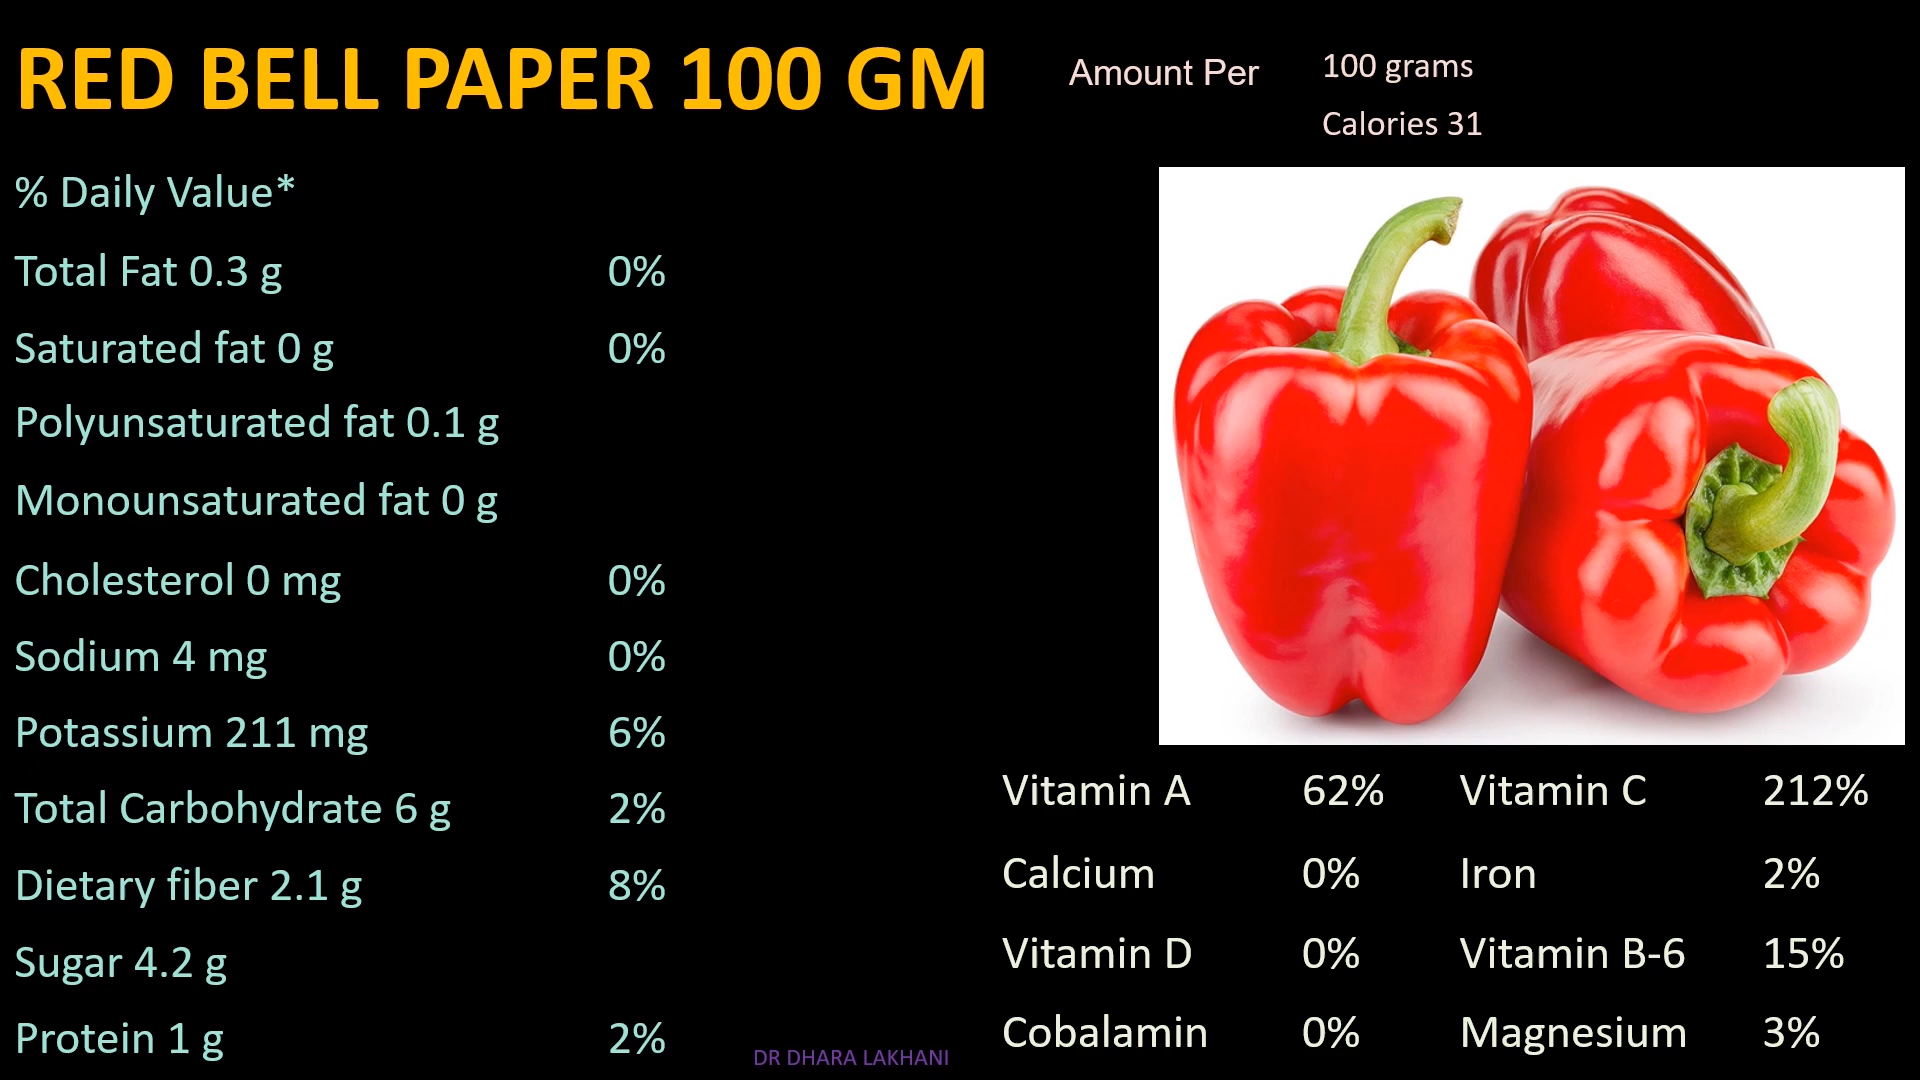 RED BELL PAPER 100 GM
Amount Per
100 grams
Calories 31
% Daily Value*
Total Fat 0.3 g 0%
Saturated fat 0 g 0%
Polyunsaturated fat 0.1 g
Monounsaturated fat 0 g
Cholesterol 0 mg 0%
Sodium 4 mg 0%
Potassium 211 mg 6%
Total Carbohydrate 6 g 2%
Dietary fiber 2.1 g 8%
Sugar 4.2 g
Protein 1 g 2%
Vitamin A 62% Vitamin C 212%
Calcium 0% Iron 2%
Vitamin D 0% Vitamin B-6 15%
Cobalamin 0% Magnesium 3%
DR DHARA LAKHANI